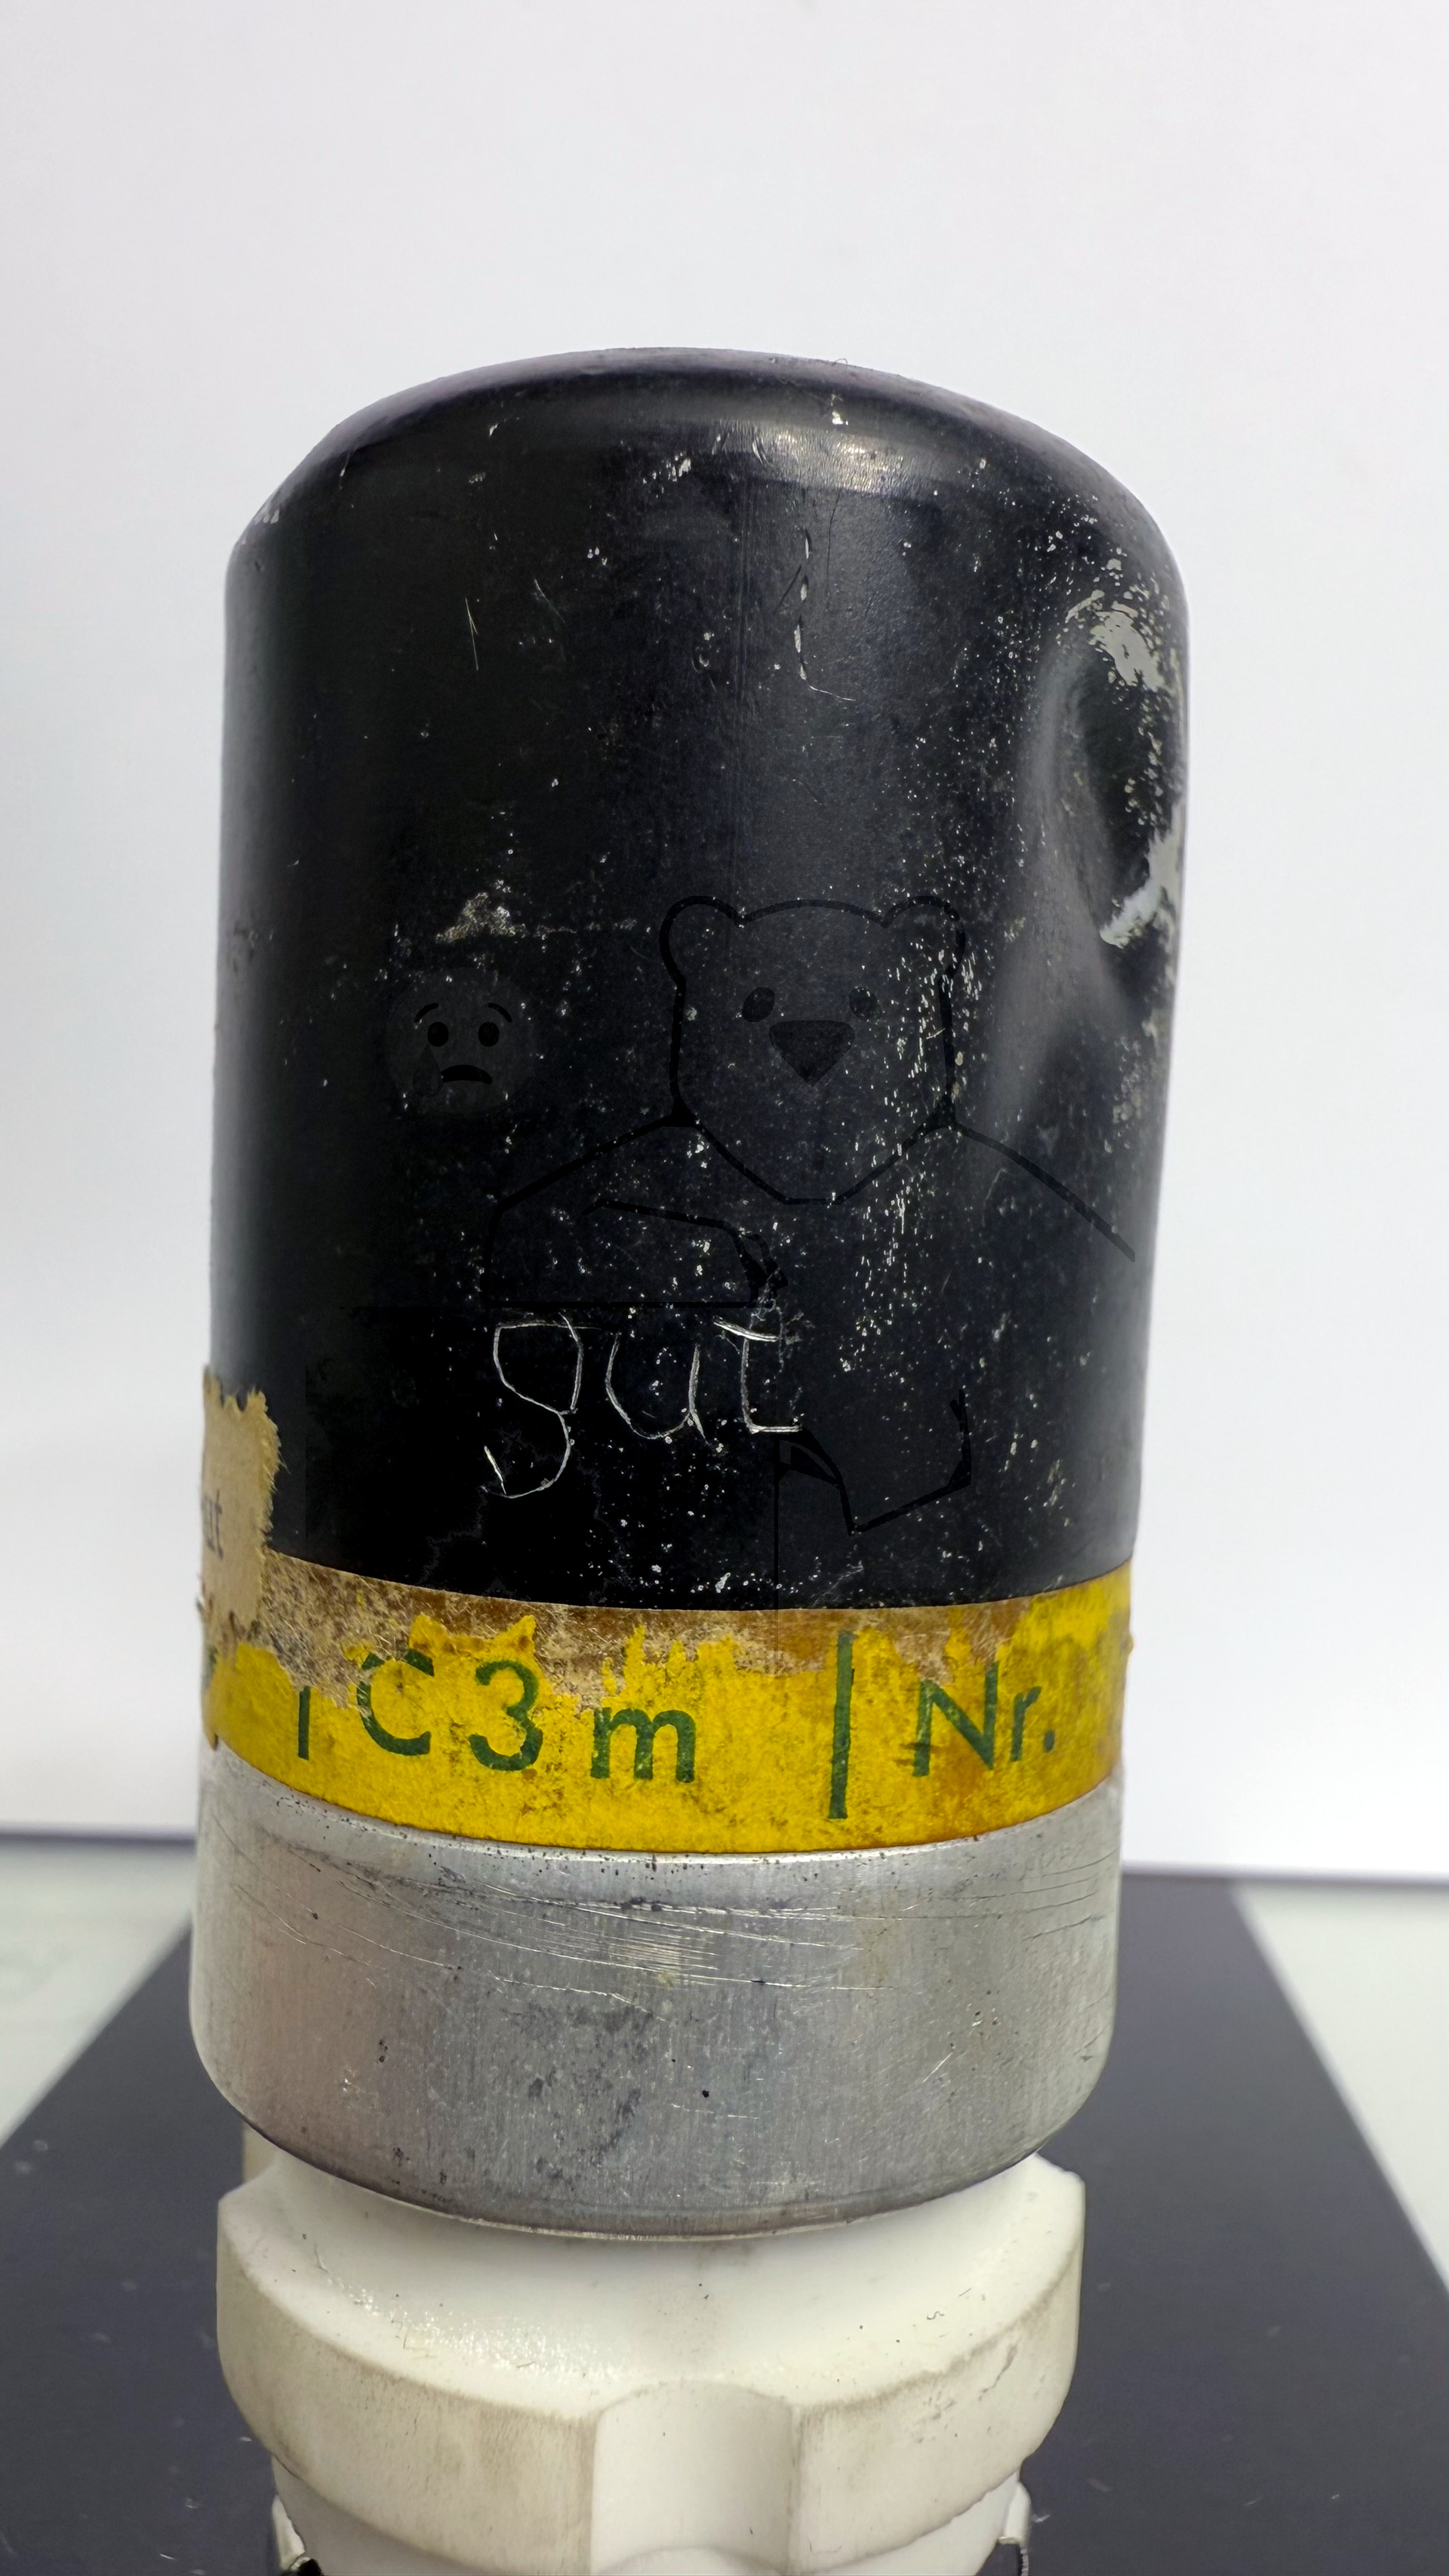 gut
| C3m | Nr.